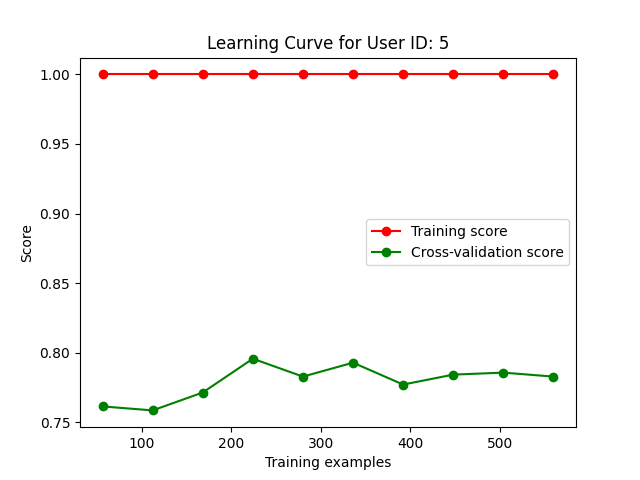 Learning Curve for User ID: 5
1.00
0.95
0.90
0.85
0.80
0.75
Score
Training score
Cross-validation score
100
200
300
400
500
Training examples